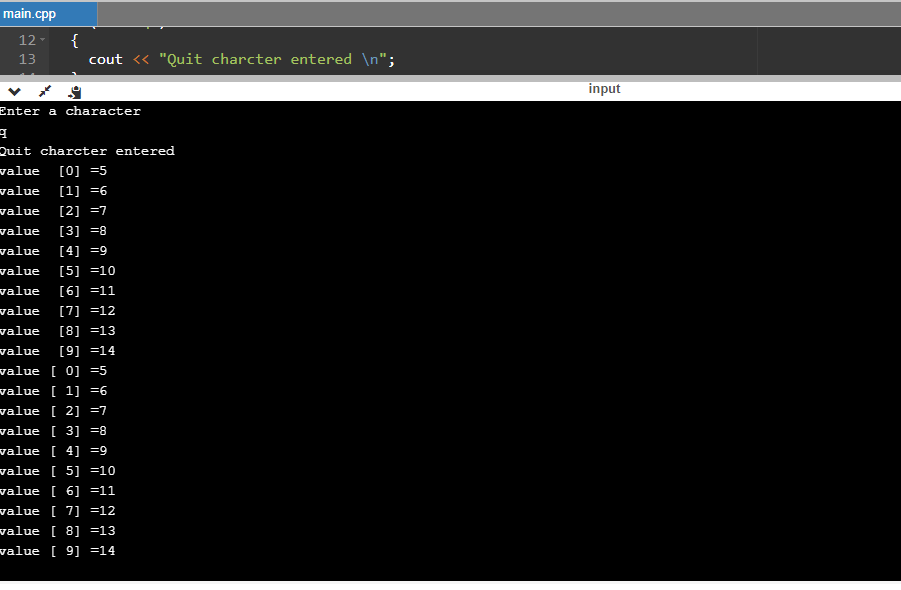 main.cpp
12 {
13 cout << "Quit charcter entered \n";
input
Enter a character
q
Quit charcter entered
value  [0] =5
value  [1] =6
value  [2] =7
value  [3] =8
value  [4] =9
value  [5] =10
value  [6] =11
value  [7] =12
value  [8] =13
value  [9] =14
value [ 0] =5
value [ 1] =6
value [ 2] =7
value [ 3] =8
value [ 4] =9
value [ 5] =10
value [ 6] =11
value [ 7] =12
value [ 8] =13
value [ 9] =14